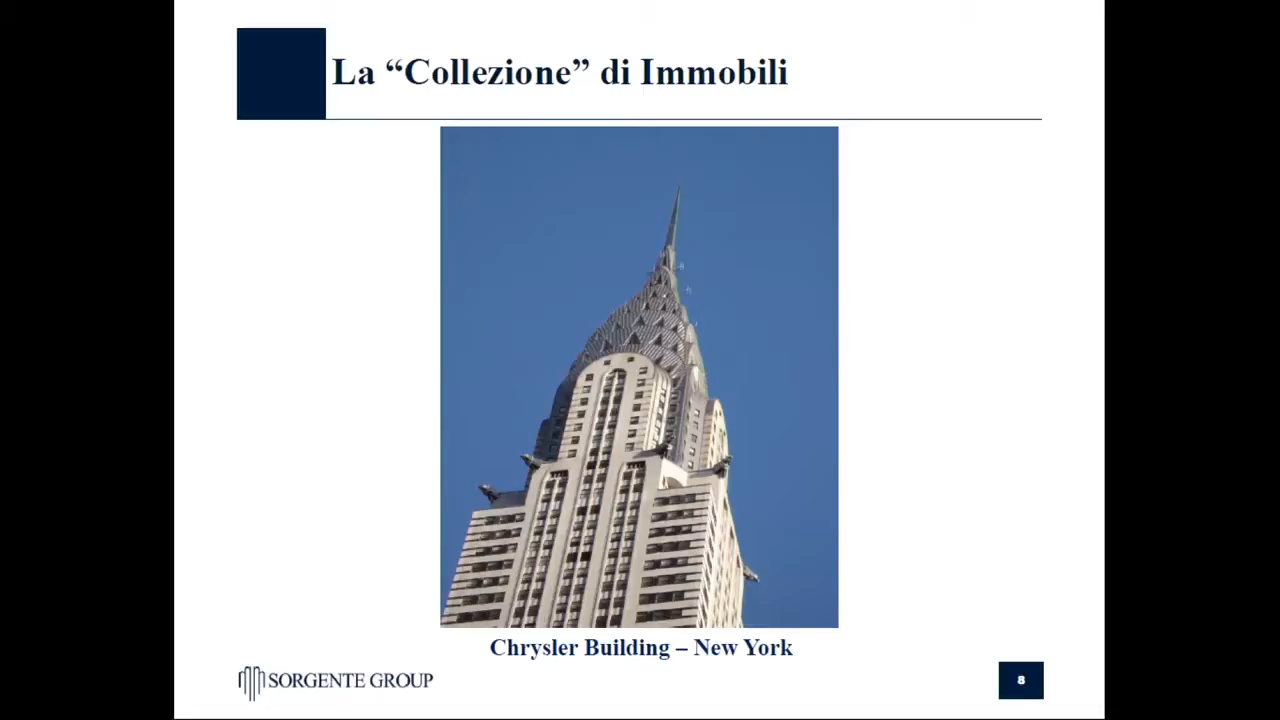 La “Collezione” di Immobili
Chrysler Building – New York
SORGENTE GROUP
8